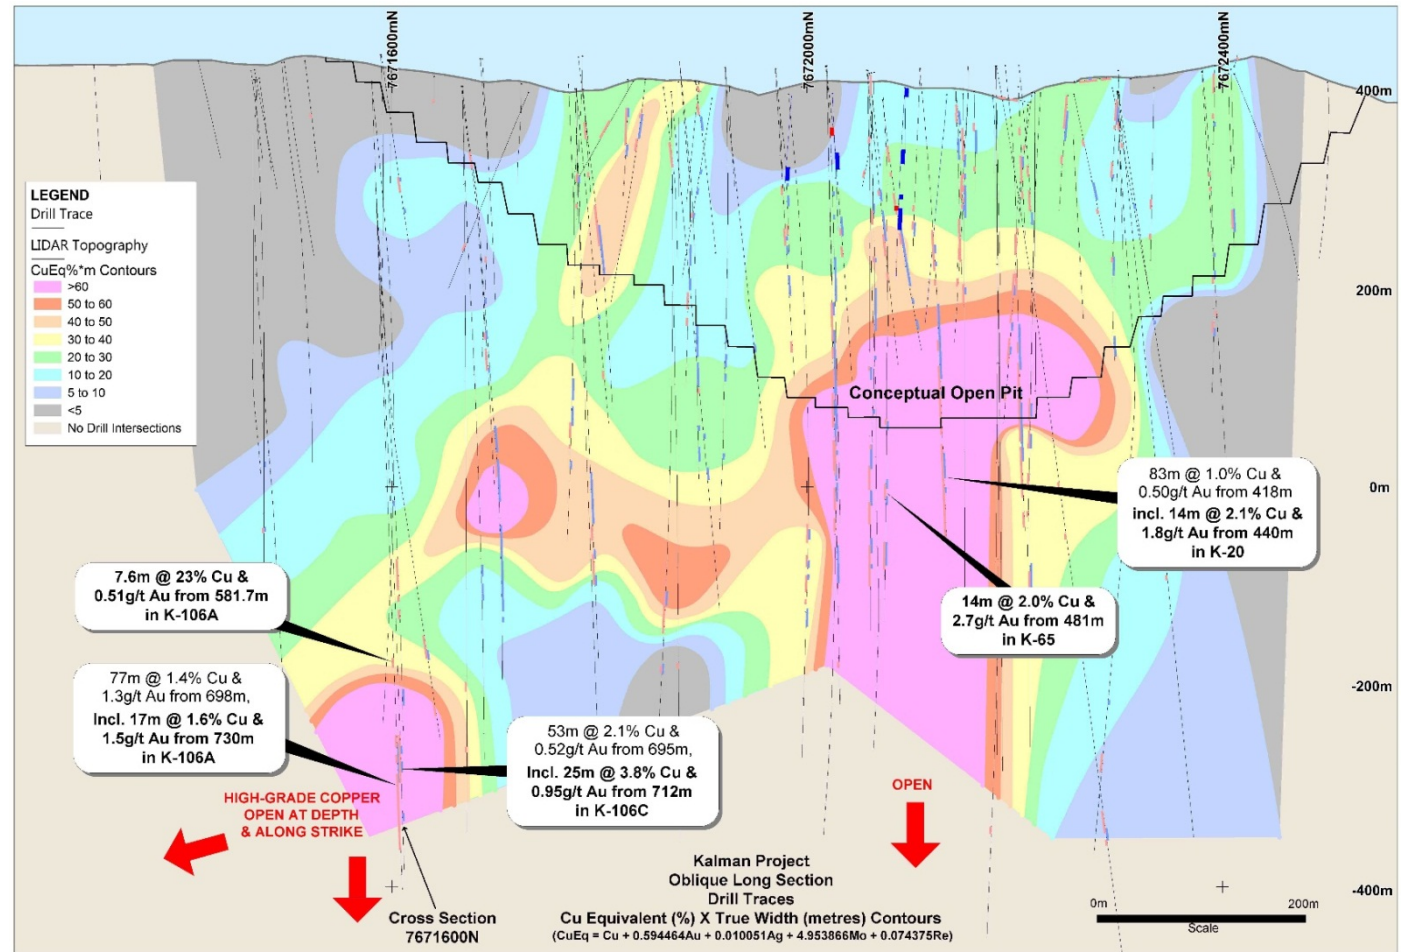 7671600mN
7672000mN
7672400mN
400m
200m
0m
-200m
-400m
LEGEND
Drill Trace
LIDAR Topography
CuEq%*m Contours
>60
50 to 60
40 to 50
30 to 40
20 to 30
10 to 20
5 to 10
<5
No Drill Intersections
Conceptual Open Pit
83m @ 1.0% Cu &
0.50g/t Au from 418m
incl. 14m @ 2.1% Cu &
1.8g/t Au from 440m
in K-20
14m @ 2.0% Cu &
2.7g/t Au from 481m
in K-65
7.6m @ 23% Cu &
0.51g/t Au from 581.7m
in K-106A
77m @ 1.4% Cu &
1.3g/t Au from 698m,
Incl. 17m @ 1.6% Cu &
1.5g/t Au from 730m
in K-106A
53m @ 2.1% Cu &
0.52g/t Au from 695m,
Incl. 25m @ 3.8% Cu &
0.95g/t Au from 712m
in K-106C
HIGH-GRADE COPPER
OPEN AT DEPTH
& ALONG STRIKE
OPEN
Cross Section
7671600N
Kalman Project
Oblique Long Section
Drill Traces
Cu Equivalent (%) X True Width (metres) Contours
(CuEq = Cu + 0.594464Au + 0.010051Ag + 4.953866Mo + 0.074375Re)
0m
200m
Scale